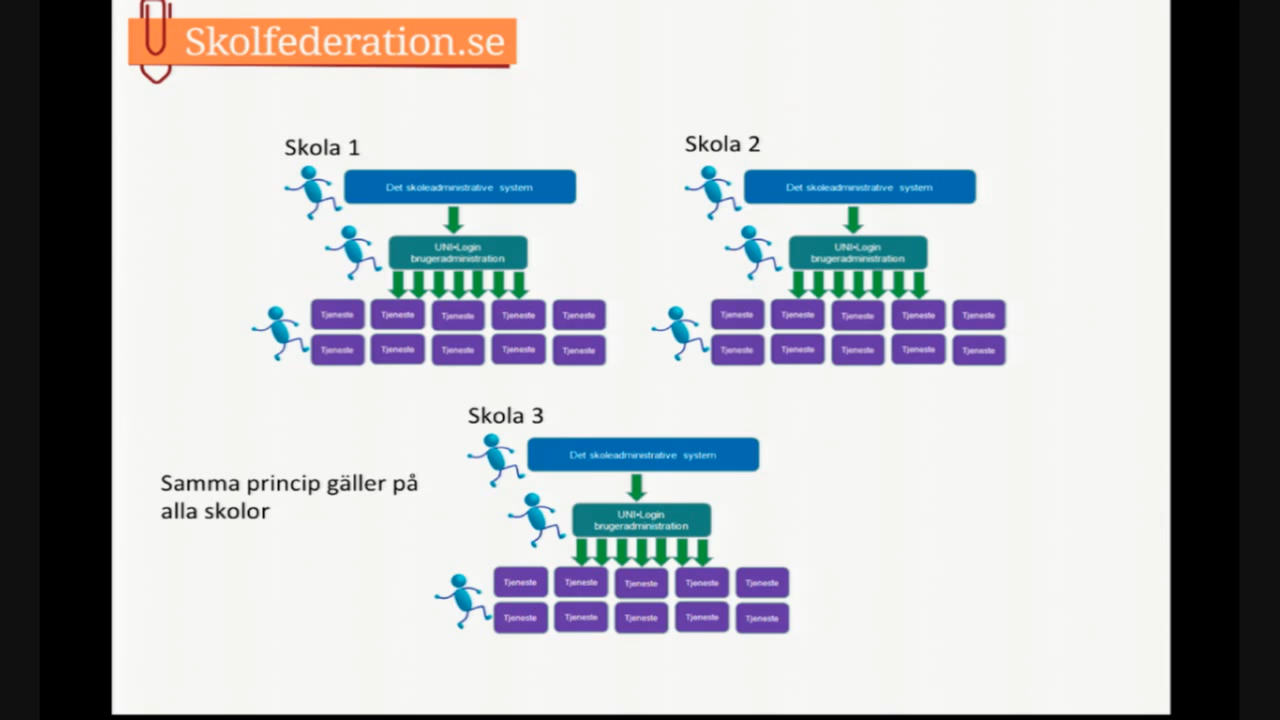 Skolfederation.se
Skola 1
Det skoleadministrative system
UNI•Login
brugeradministration
Tjeneste Tjeneste Tjeneste Tjeneste Tjeneste
Tjeneste Tjeneste Tjeneste Tjeneste Tjeneste
Skola 2
Det skoleadministrative system
UNI•Login
brugeradministration
Tjeneste Tjeneste Tjeneste Tjeneste Tjeneste
Tjeneste Tjeneste Tjeneste Tjeneste Tjeneste
Samma princip gäller på
alla skolor
Skola 3
Det skoleadministrative system
UNI•Login
brugeradministration
Tjeneste Tjeneste Tjeneste Tjeneste Tjeneste
Tjeneste Tjeneste Tjeneste Tjeneste Tjeneste